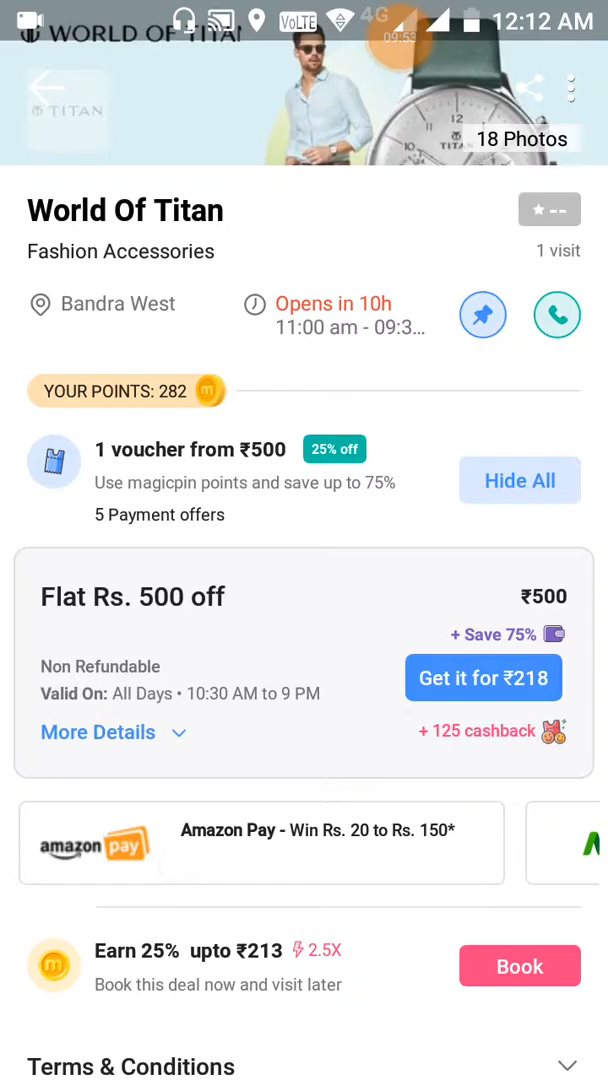 VoLTE 4G 12:12 AM
09:53
WORLD OF TITAN
TITAN
12
TITAN
10
18 Photos
World Of Titan
--
Fashion Accessories
1 visit
Bandra West
Opens in 10h
11:00 am - 09:3...
YOUR POINTS: 282 m
1 voucher from ₹500 25% off
Use magicpin points and save up to 75%
Hide All
5 Payment offers
Flat Rs. 500 off
₹500
+ Save 75%
Non Refundable
Get it for ₹218
Valid On: All Days • 10:30 AM to 9 PM
More Details
+ 125 cashback
Amazon Pay - Win Rs. 20 to Rs. 150*
amazon pay
Earn 25% upto ₹213 2.5X
m
Book
Book this deal now and visit later
Terms & Conditions